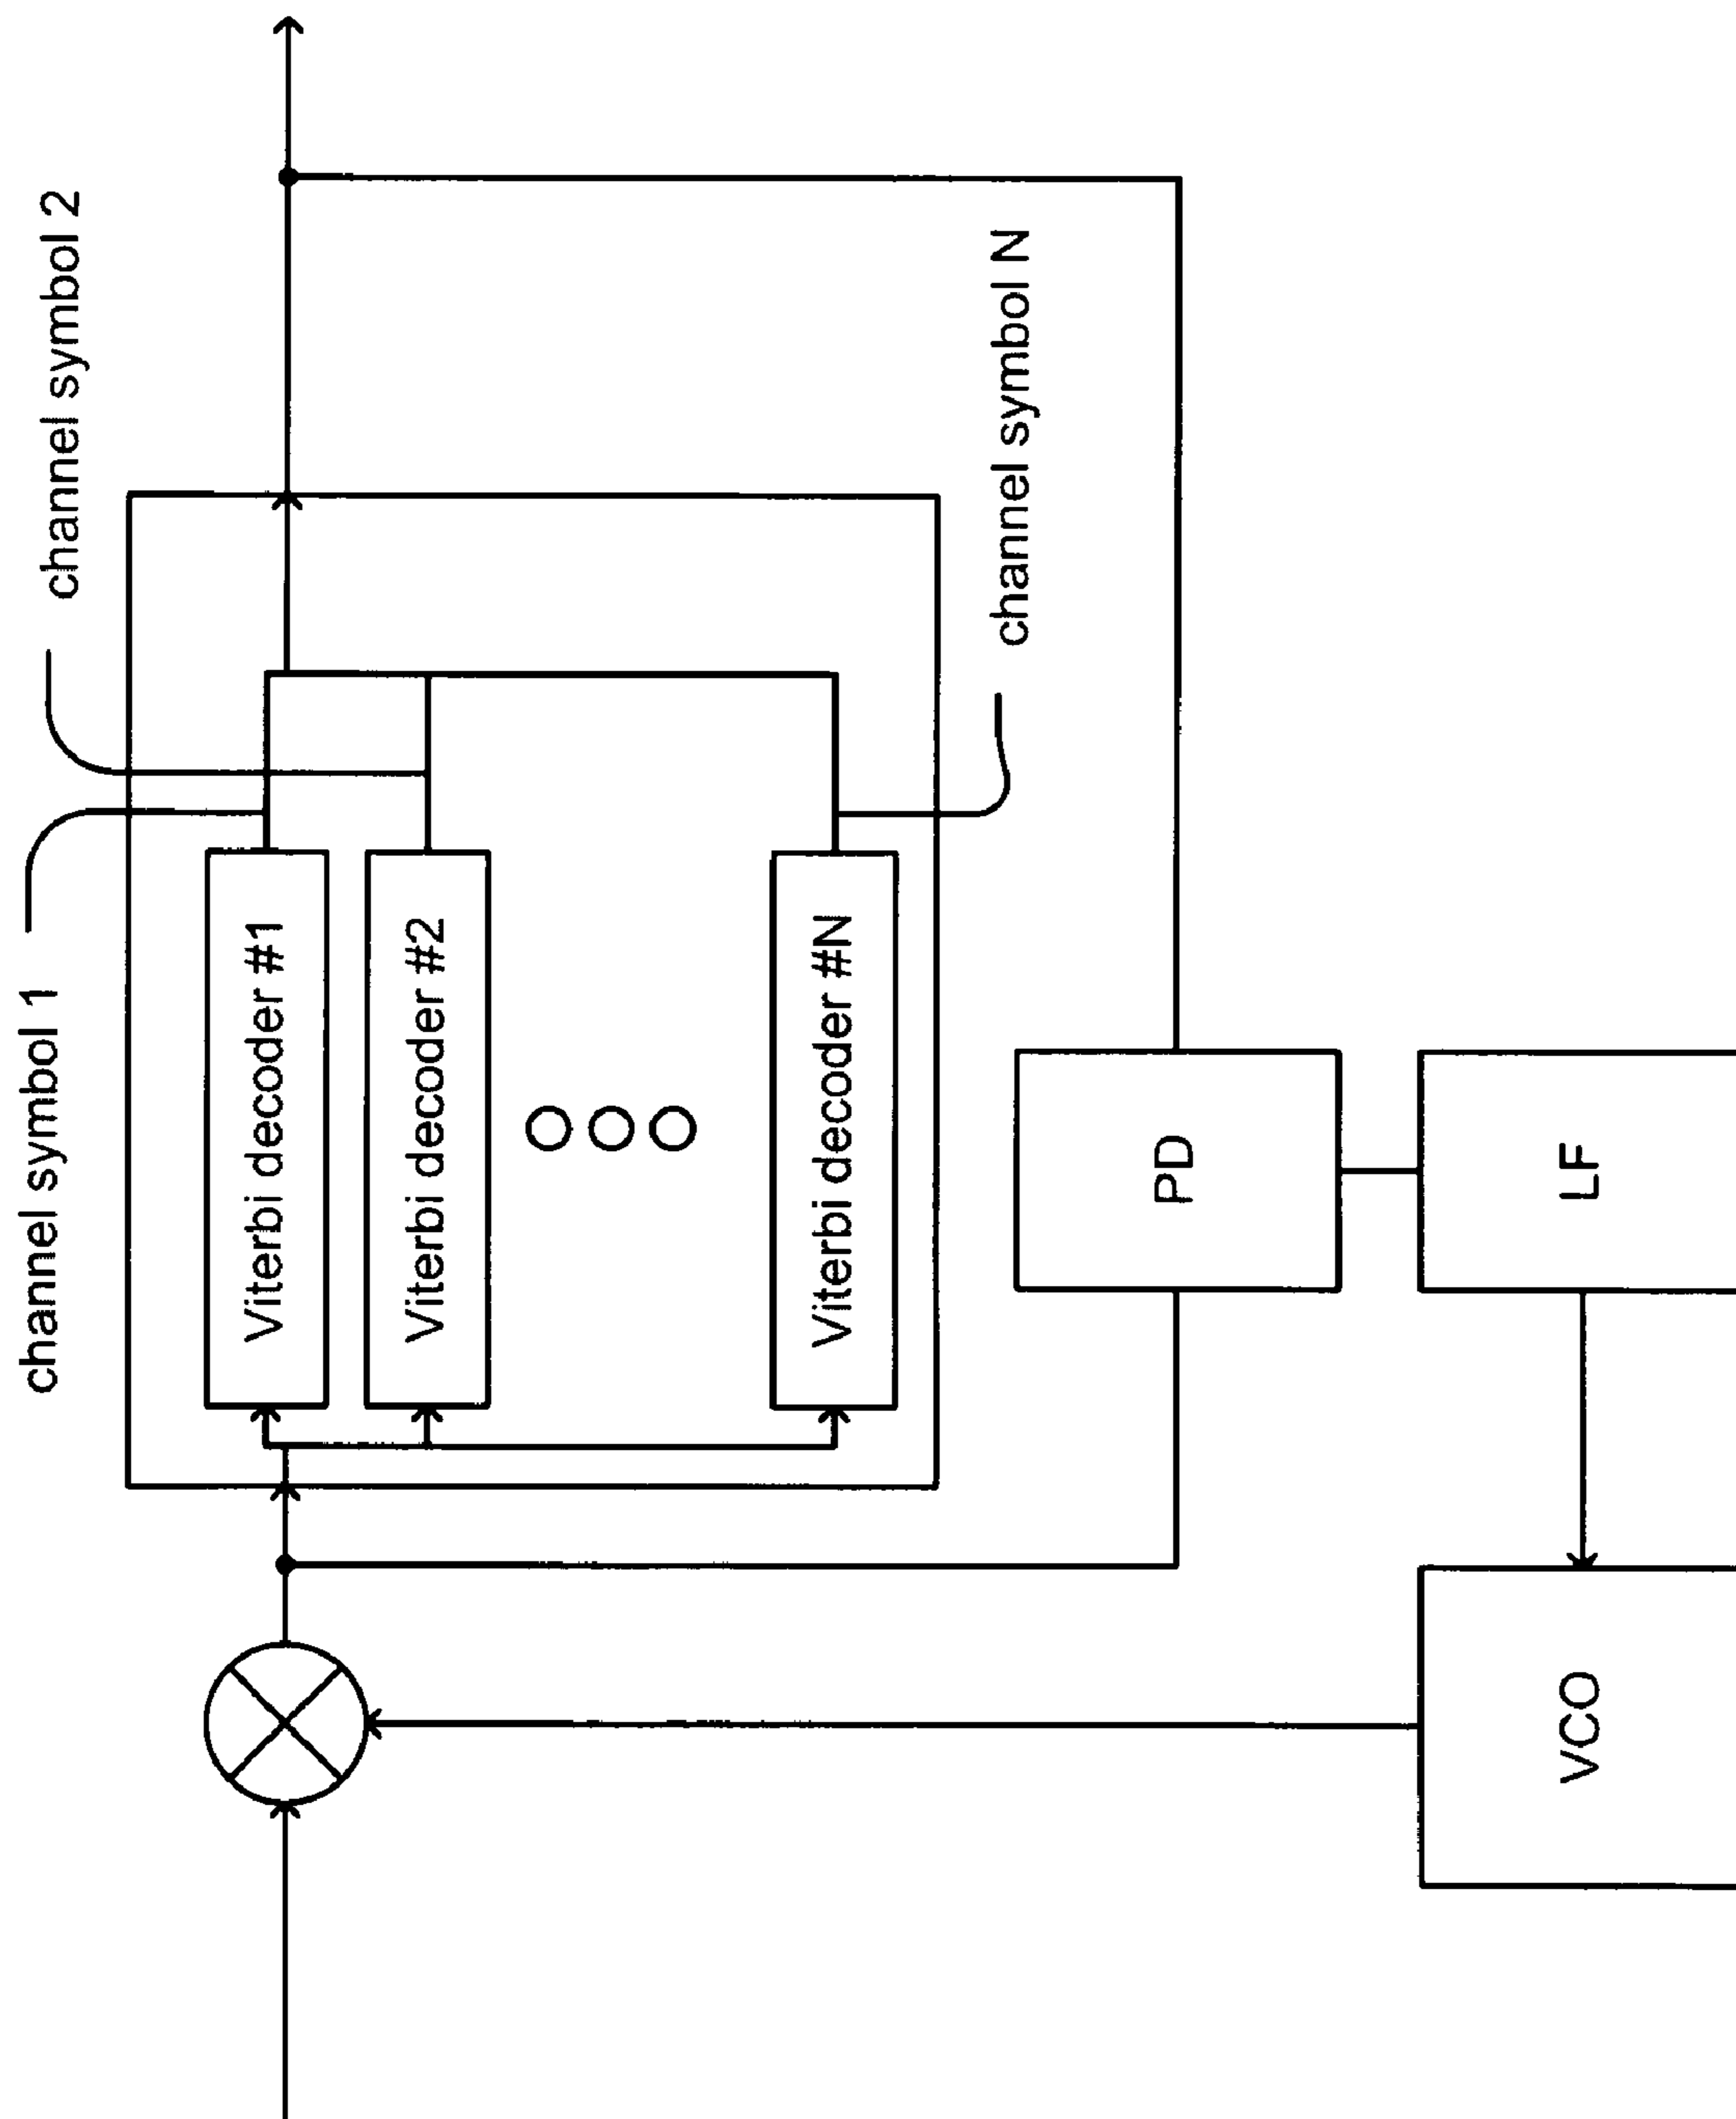 channel symbol 1
channel symbol 2
Viterbi decoder #1
Viterbi decoder #2
Viterbi decoder #N
channel symbol N
PD
VCO
LF